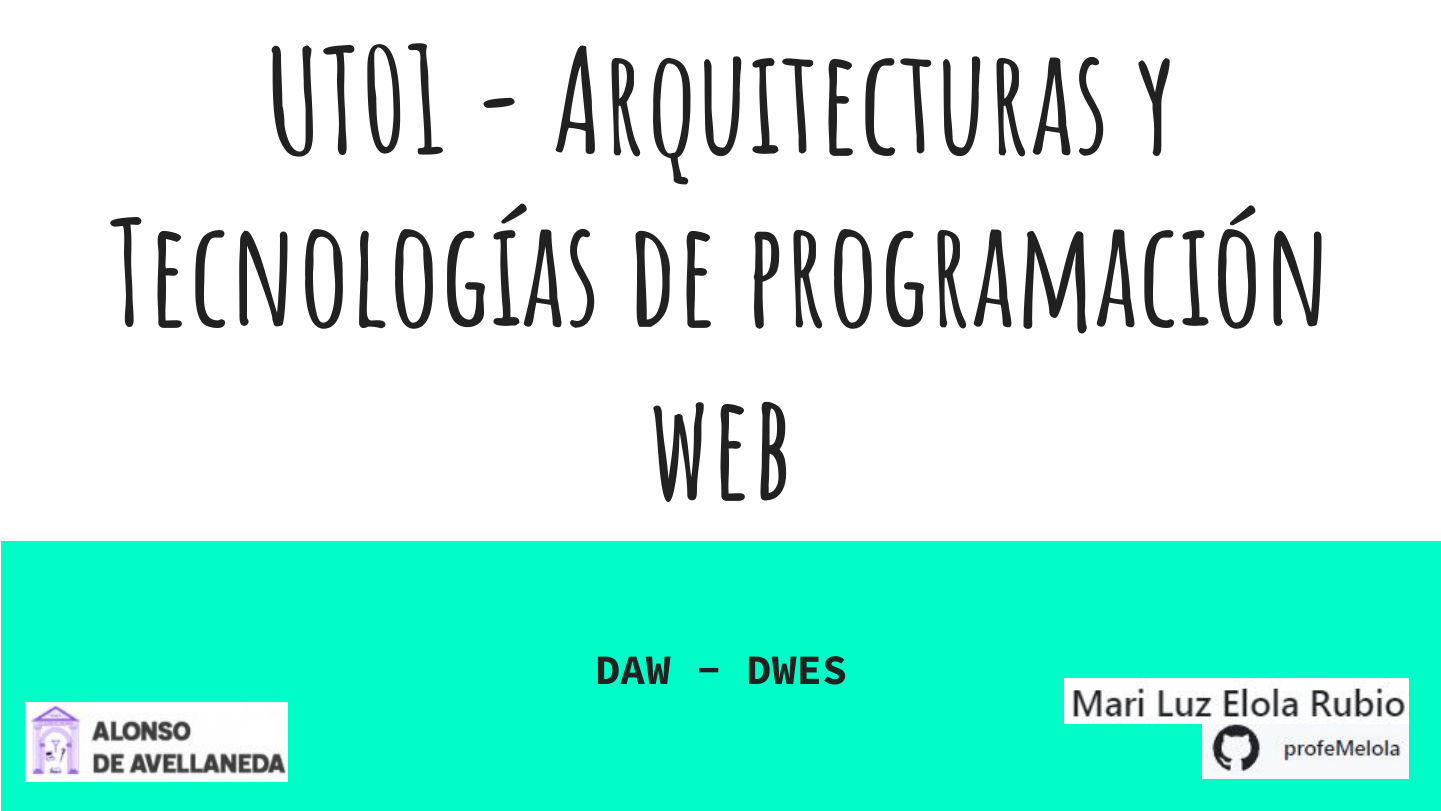 UT01 - Arquitecturas y
Tecnologías de programación
web
DAW - DWES
Mari Luz Elola Rubio
profeMelola
ALONSO
DE AVELLANEDA